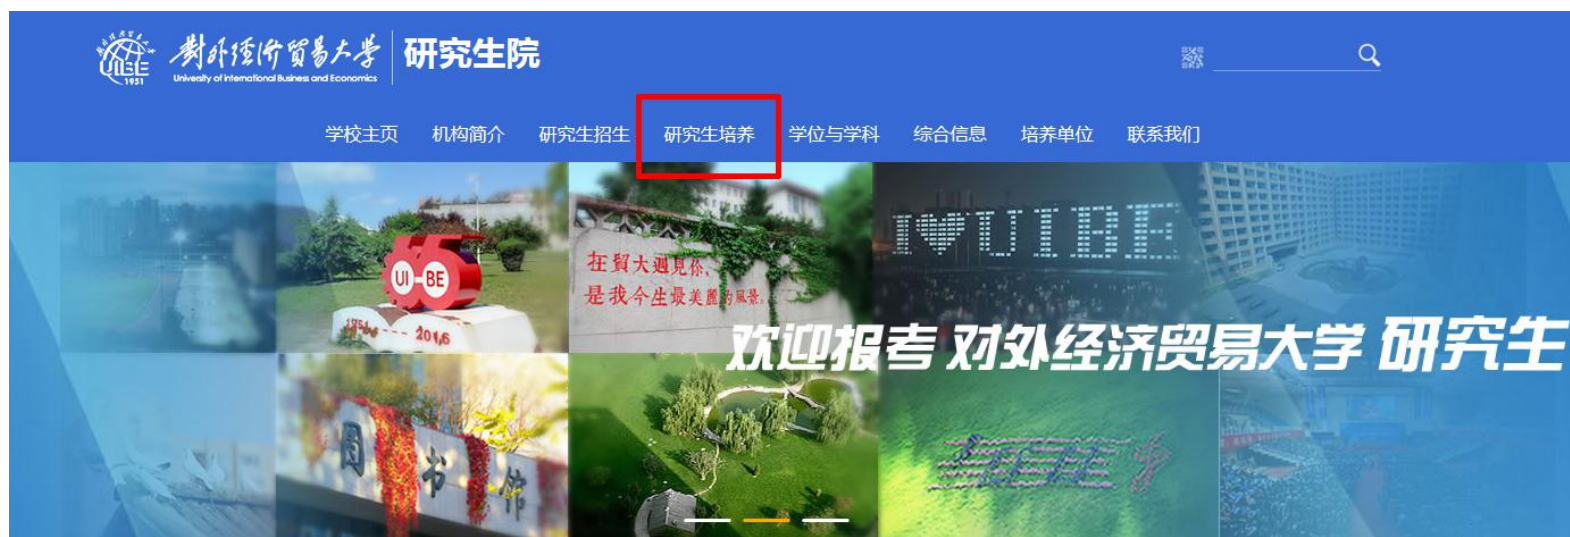 UIBE
1951
對外經濟貿易大學
University of International Business and Economics
研究生院
学校主页 机构简介 研究生招生 研究生培养 学位与学科 综合信息 培养单位 联系我们
UI-BE
1951 --- 2016
在貿大遇見你,
是我今生最美麗的風景。
I♥UIBE
欢迎报考 对外经济贸易大学 研究生
图书馆